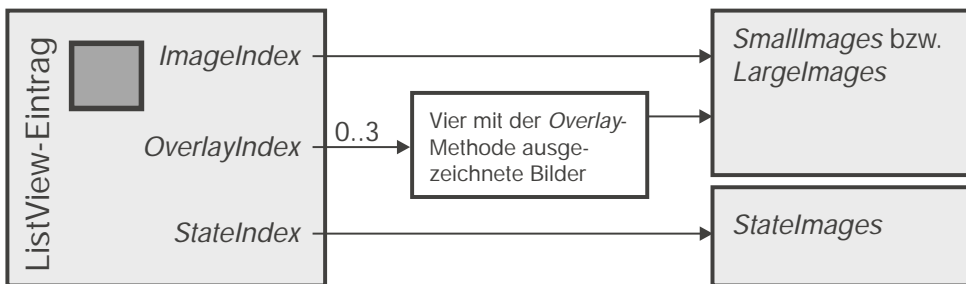 ListView-Eintrag
ImageIndex
OverlayIndex
StateIndex
0..3
Vier mit der Overlay-
Methode ausge-
zeichnete Bilder
SmallImages bzw.
LargeImages
StateImages